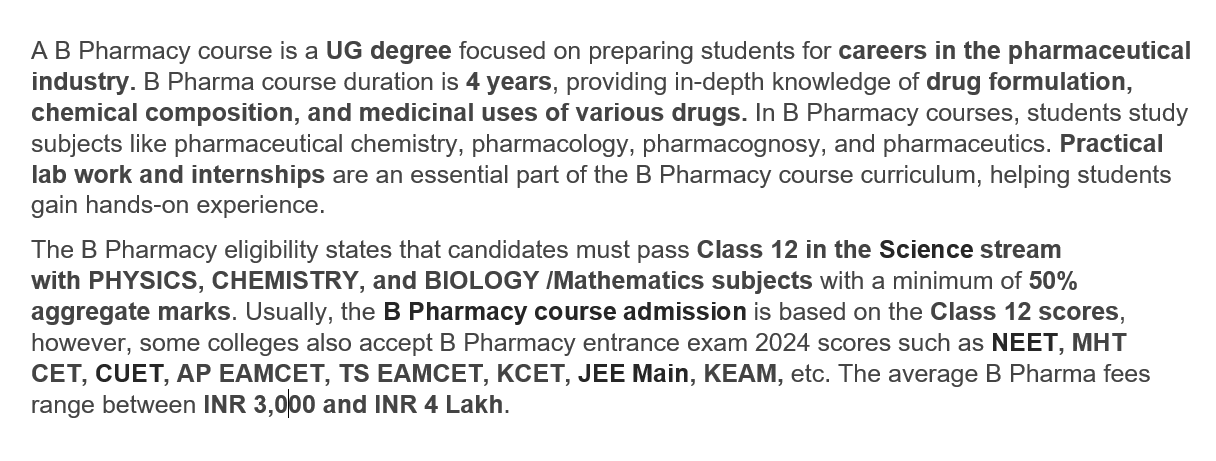 A B Pharmacy course is a UG degree focused on preparing students for careers in the pharmaceutical
industry. B Pharma course duration is 4 years, providing in-depth knowledge of drug formulation,
chemical composition, and medicinal uses of various drugs. In B Pharmacy courses, students study
subjects like pharmaceutical chemistry, pharmacology, pharmacognosy, and pharmaceutics. Practical
lab work and internships are an essential part of the B Pharmacy course curriculum, helping students
gain hands-on experience.
The B Pharmacy eligibility states that candidates must pass Class 12 in the Science stream
with PHYSICS, CHEMISTRY, and BIOLOGY /Mathematics subjects with a minimum of 50%
aggregate marks. Usually, the B Pharmacy course admission is based on the Class 12 scores,
however, some colleges also accept B Pharmacy entrance exam 2024 scores such as NEET, MHT
CET, CUET, AP EAMCET, TS EAMCET, KCET, JEE Main, KEAM, etc. The average B Pharma fees
range between INR 3,000 and INR 4 Lakh.